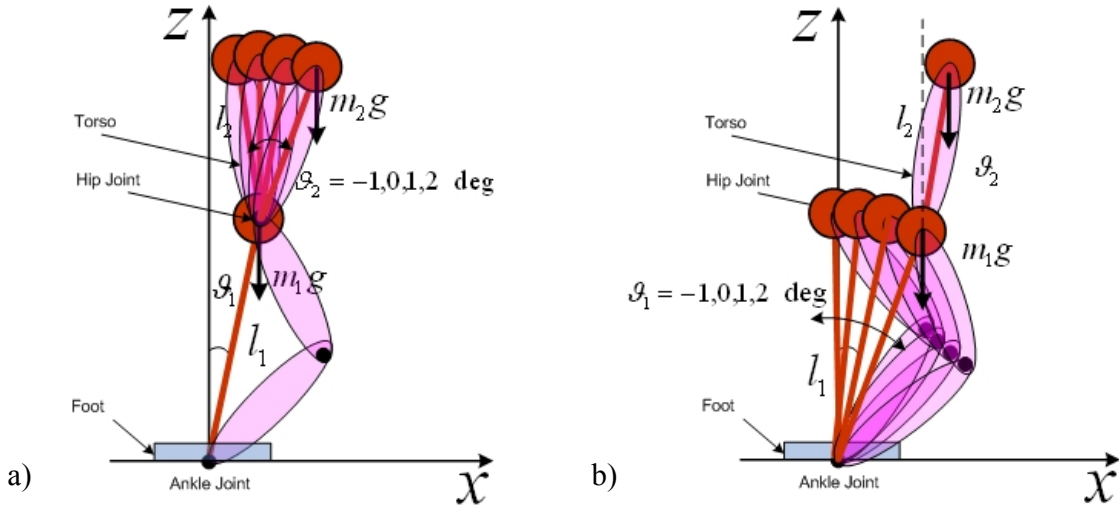 Z
m₂g
l₂
Torso
Hip Joint
ϑ₂ = −1,0,1,2 deg
m₁g
ϑ₁
l₁
Foot
Ankle Joint
x
a)
Z
m₂g
l₂
Torso
ϑ₂
Hip Joint
m₁g
ϑ₁ = −1,0,1,2 deg
l₁
Foot
Ankle Joint
x
b)